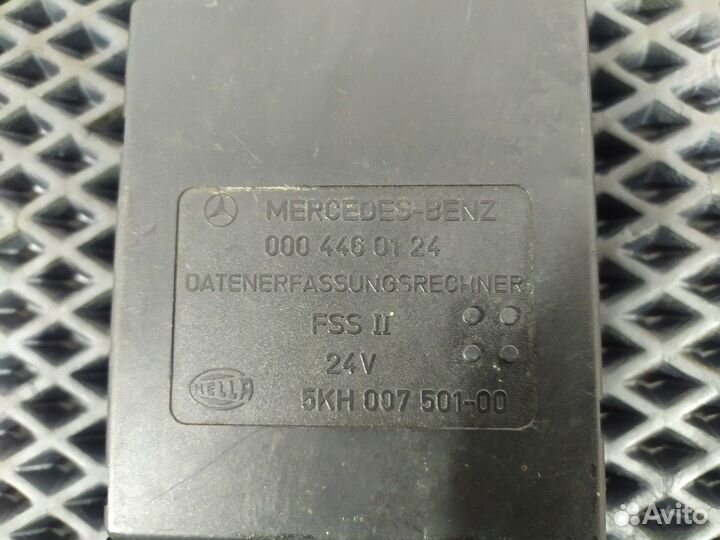 MERCEDES-BENZ
000 446 01 24
DATENERFASSUNGSRECHNER
FSS II
24V
HELLA
5KH 007 501-00
Avito